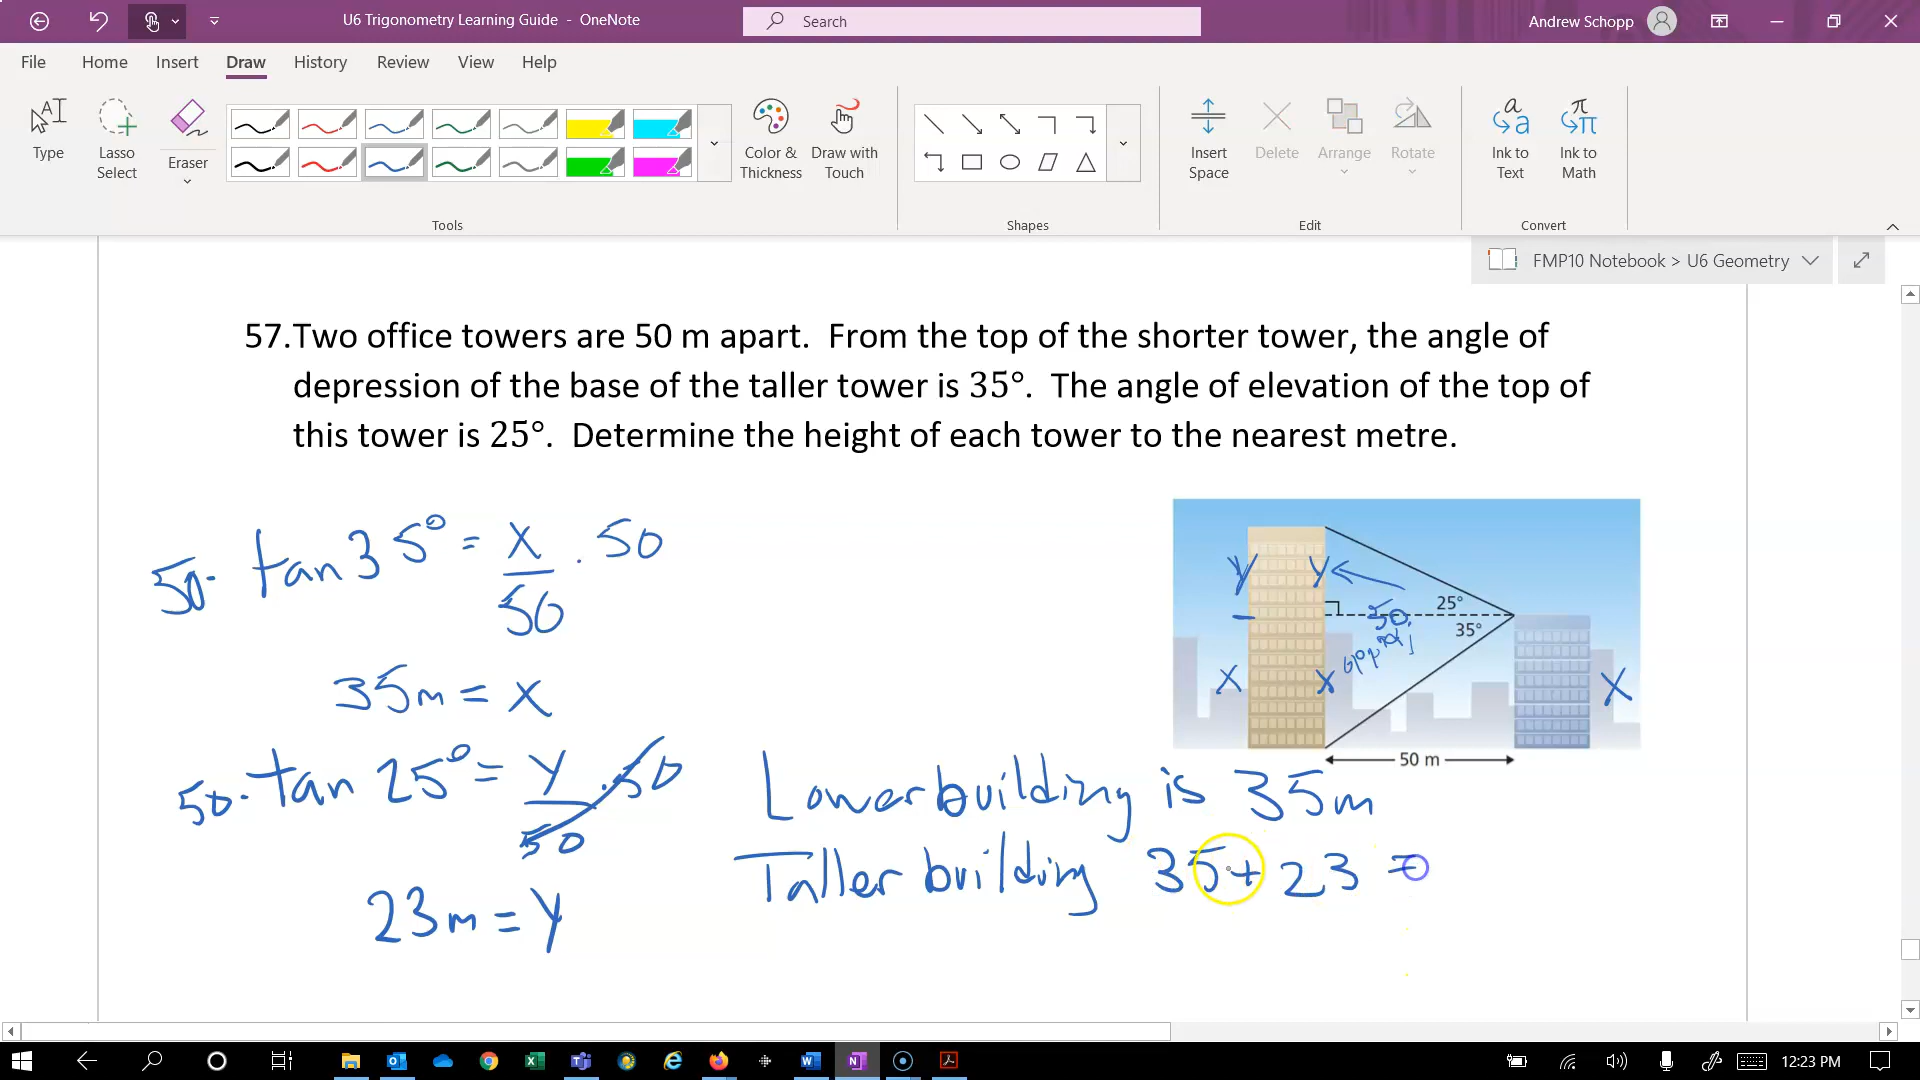 U6 Trigonometry Learning Guide - OneNote
Search
Andrew Schopp
File Home Insert Draw History Review View Help
Type
Lasso Select
Eraser
Color & Thickness
Draw with Touch
Insert Space
Delete
Arrange
Rotate
Ink to Text
Ink to Math
Tools Shapes Edit Convert
FMP10 Notebook > U6 Geometry
57.Two office towers are 50 m apart. From the top of the shorter tower, the angle of
depression of the base of the taller tower is 35°. The angle of elevation of the top of
this tower is 25°. Determine the height of each tower to the nearest metre.
50· tan 35° = x/50 · 50
35m = x
50· tan 25° = y/50 · 50
23m = y
y y
25°
50
35°
x x
x
50 m
Lower building is 35m
Taller building 35 + 23 =
12:23 PM